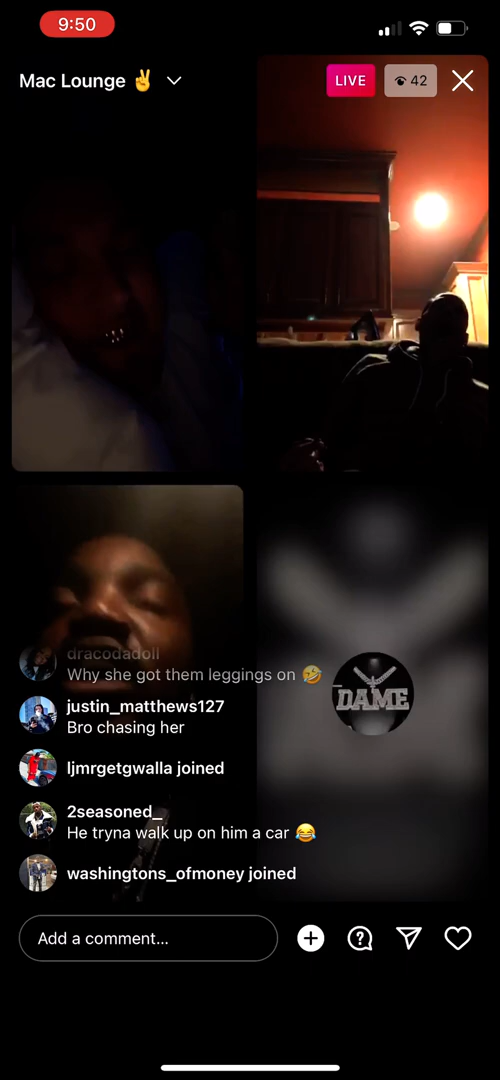 9:50
Mac Lounge ✌️
LIVE
42
dracodadoll
Why she got them leggings on 🤣
DAME
justin_matthews127
Bro chasing her
ljmrgetgwalla joined
2seasoned_
He tryna walk up on him a car 😂
washingtons_ofmoney joined
Add a comment...